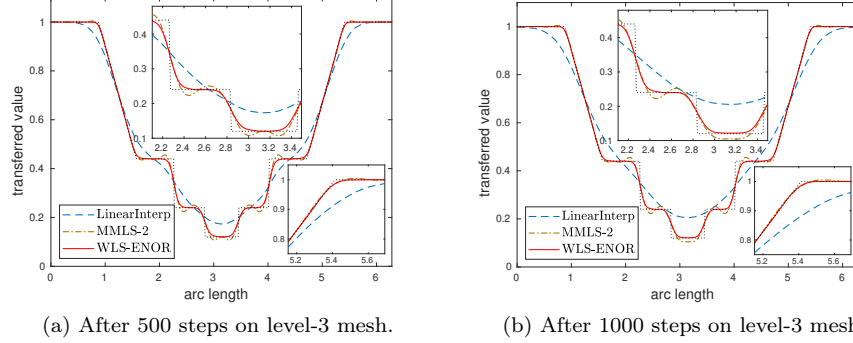 1
0.8
0.6
0.4
0.2
0
transferred value
0 1 2 3 4 5 6
arc length
0.4
0.3
0.2
0.1
2.2 2.4 2.6 2.8 3 3.2 3.4
1
0.9
0.8
5.2 5.4 5.6
LinearInterp
MMLS-2
WLS-ENOR
(a) After 500 steps on level-3 mesh.
1
0.8
0.6
0.4
0.2
0
transferred value
0 1 2 3 4 5 6
arc length
0.4
0.3
0.2
0.1
2.2 2.4 2.6 2.8 3 3.2 3.4
1
0.9
0.8
5.2 5.4 5.6
LinearInterp
MMLS-2
WLS-ENOR
(b) After 1000 steps on level-3 mesh